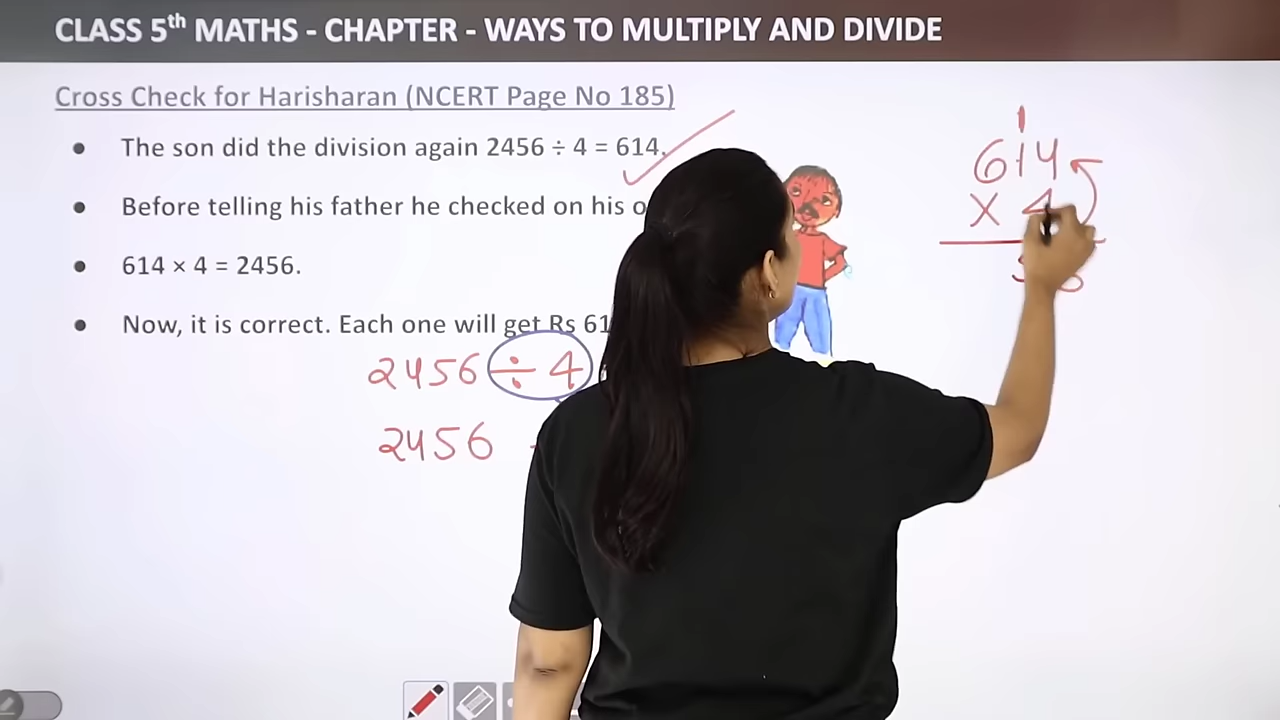 CLASS 5th MATHS - CHAPTER - WAYS TO MULTIPLY AND DIVIDE
Cross Check for Harisharan (NCERT Page No 185)
• The son did the division again 2456 ÷ 4 = 614.
• Before telling his father he checked on his
• 614 × 4 = 2456.
• Now, it is correct. Each one will get Rs
2456 ÷ 4
2456
1
614
X 4